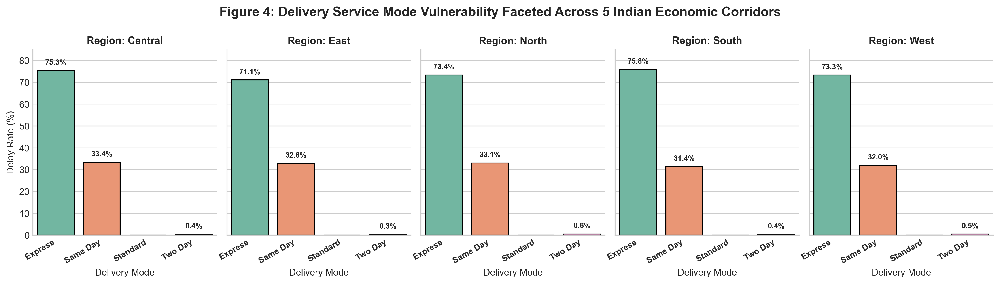 Figure 4: Delivery Service Mode Vulnerability Faceted Across 5 Indian Economic Corridors
Region: Central
Delay Rate (%)
80
70
60
50
40
30
20
10
0
75.3%
33.4%
0.4%
Express
Same Day
Standard
Two Day
Delivery Mode
Region: East
71.1%
32.8%
0.3%
Express
Same Day
Standard
Two Day
Delivery Mode
Region: North
73.4%
33.1%
0.6%
Express
Same Day
Standard
Two Day
Delivery Mode
Region: South
75.8%
31.4%
0.4%
Express
Same Day
Standard
Two Day
Delivery Mode
Region: West
73.3%
32.0%
0.5%
Express
Same Day
Standard
Two Day
Delivery Mode